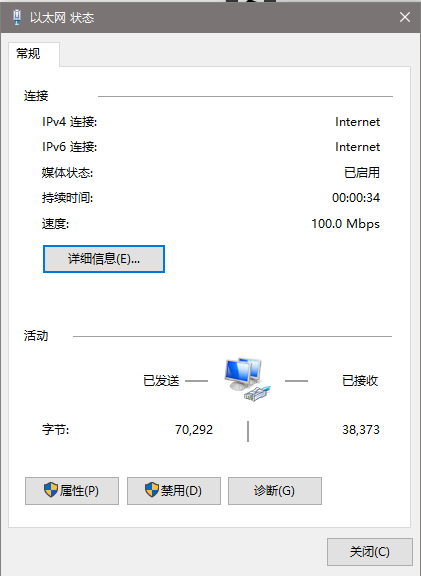 以太网 状态
常规
连接
IPv4 连接: Internet
IPv6 连接: Internet
媒体状态: 已启用
持续时间: 00:00:34
速度: 100.0 Mbps
详细信息(E)...
活动
已发送 已接收
字节: 70,292 38,373
属性(P) 禁用(D) 诊断(G)
关闭(C)